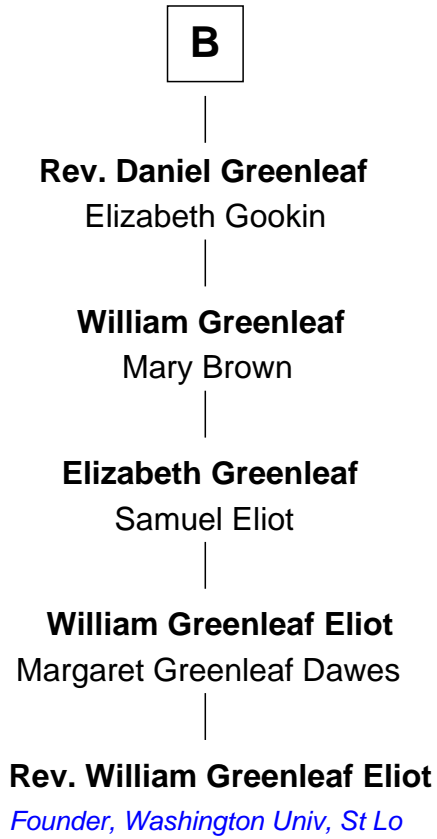 B
Rev. Daniel Greenleaf
Elizabeth Gookin
William Greenleaf
Mary Brown
Elizabeth Greenleaf
Samuel Eliot
William Greenleaf Eliot
Margaret Greenleaf Dawes
Rev. William Greenleaf Eliot
Founder, Washington Univ, St Lo